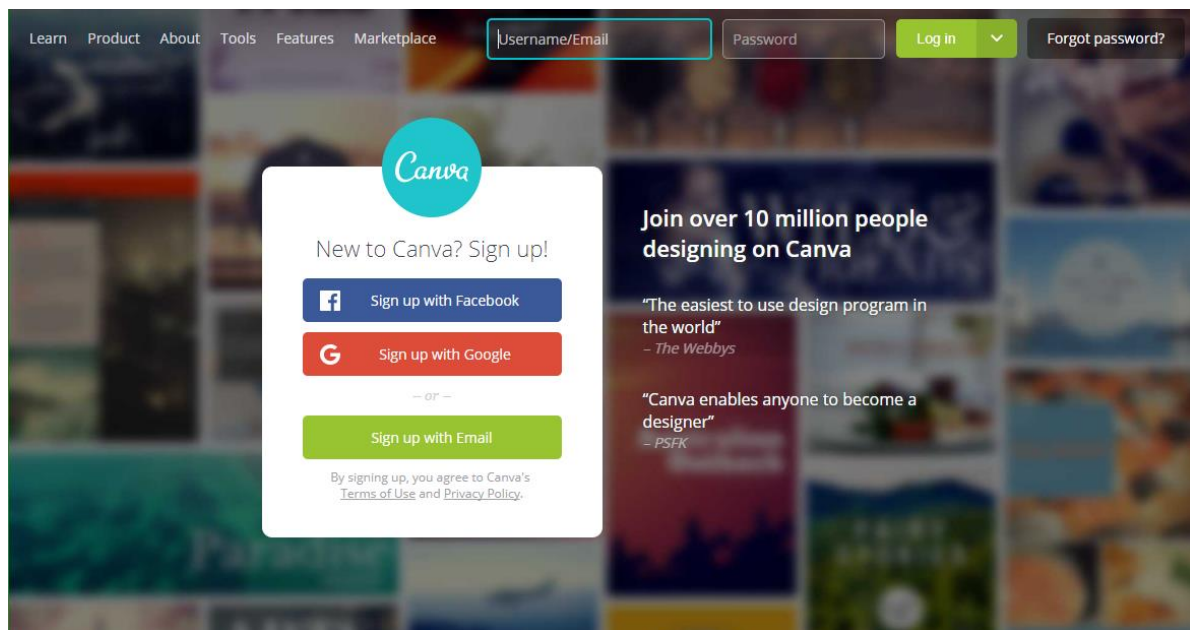 Learn Product About Tools Features Marketplace Username/Email Password Log in Forgot password?
Canva
New to Canva? Sign up!
Sign up with Facebook
Sign up with Google
– or –
Sign up with Email
By signing up, you agree to Canva's
Terms of Use and Privacy Policy.
Join over 10 million people
designing on Canva
“The easiest to use design program in
the world”
– The Webbys
“Canva enables anyone to become a
designer”
– PSFK
Paradise